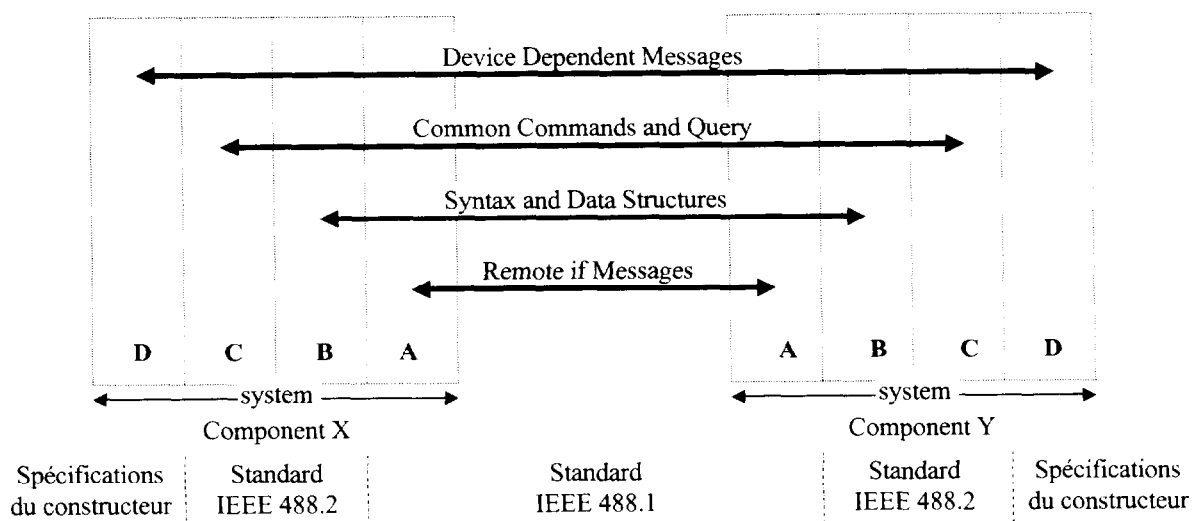 Device Dependent Messages
Common Commands and Query
Syntax and Data Structures
Remote if Messages
D C B A A B C D
system system
Component X Component Y
Spécifications Standard Standard Standard Spécifications
du constructeur IEEE 488.2 IEEE 488.1 IEEE 488.2 du constructeur